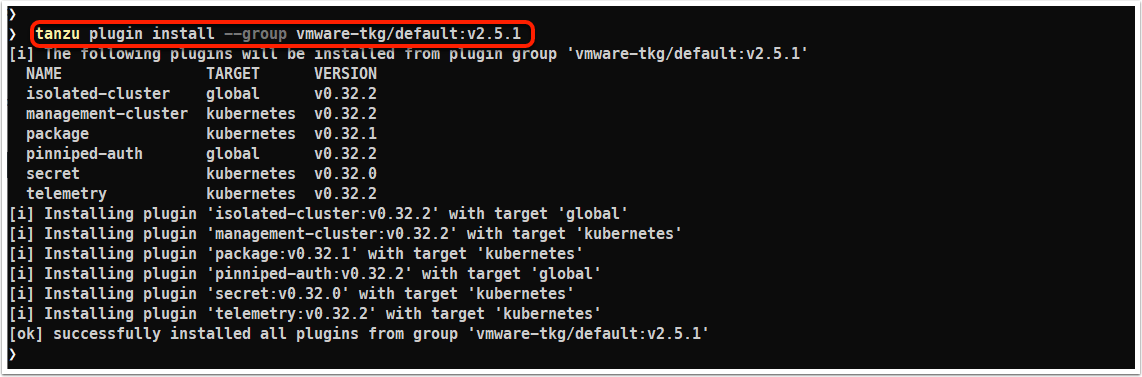 ❯
❯ tanzu plugin install --group vmware-tkg/default:v2.5.1
[i] The following plugins will be installed from plugin group 'vmware-tkg/default:v2.5.1'
  NAME                TARGET      VERSION
  isolated-cluster    global      v0.32.2
  management-cluster  kubernetes  v0.32.2
  package             kubernetes  v0.32.1
  pinniped-auth       global      v0.32.2
  secret              kubernetes  v0.32.0
  telemetry           kubernetes  v0.32.2
[i] Installing plugin 'isolated-cluster:v0.32.2' with target 'global'
[i] Installing plugin 'management-cluster:v0.32.2' with target 'kubernetes'
[i] Installing plugin 'package:v0.32.1' with target 'kubernetes'
[i] Installing plugin 'pinniped-auth:v0.32.2' with target 'global'
[i] Installing plugin 'secret:v0.32.0' with target 'kubernetes'
[i] Installing plugin 'telemetry:v0.32.2' with target 'kubernetes'
[ok] successfully installed all plugins from group 'vmware-tkg/default:v2.5.1'
❯